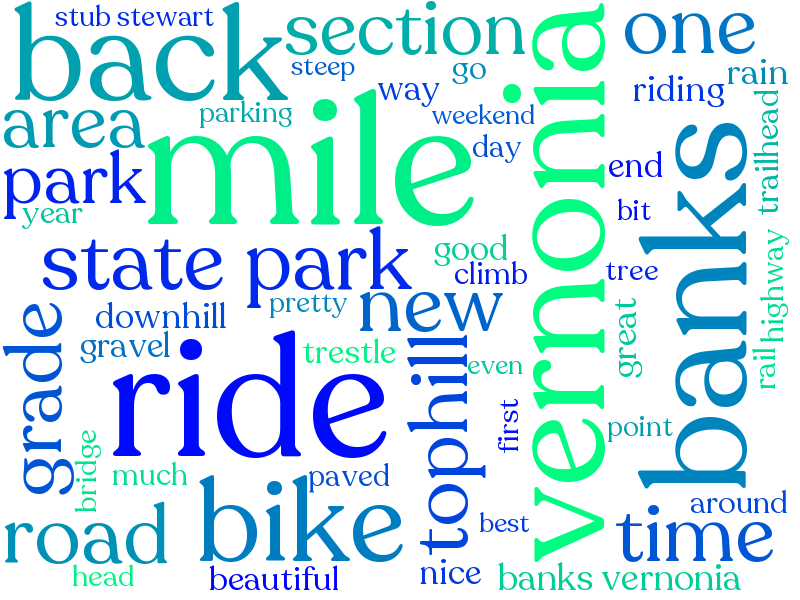 stub stewart
back
section
one
steep
go
way
rain
riding
area
parking
mile
weekend
day
vernonia
trailhead
park
end
banks
year
bit
state park
good
climb
tree
highway
downhill
pretty
new
grade
gravel
trestle
great
rail
ride
tophill
even
first
point
bridge
much
paved
road
bike
best
around
time
head
beautiful
nice
banks vernonia